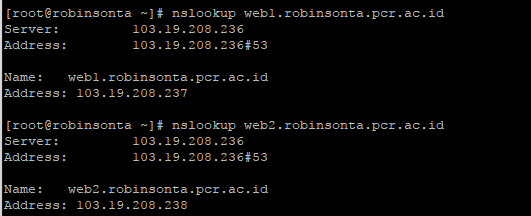 [root@robinsonta ~]# nslookup web1.robinsonta.pcr.ac.id
Server:         103.19.208.236
Address:        103.19.208.236#53

Name:   web1.robinsonta.pcr.ac.id
Address: 103.19.208.237

[root@robinsonta ~]# nslookup web2.robinsonta.pcr.ac.id
Server:         103.19.208.236
Address:        103.19.208.236#53

Name:   web2.robinsonta.pcr.ac.id
Address: 103.19.208.238